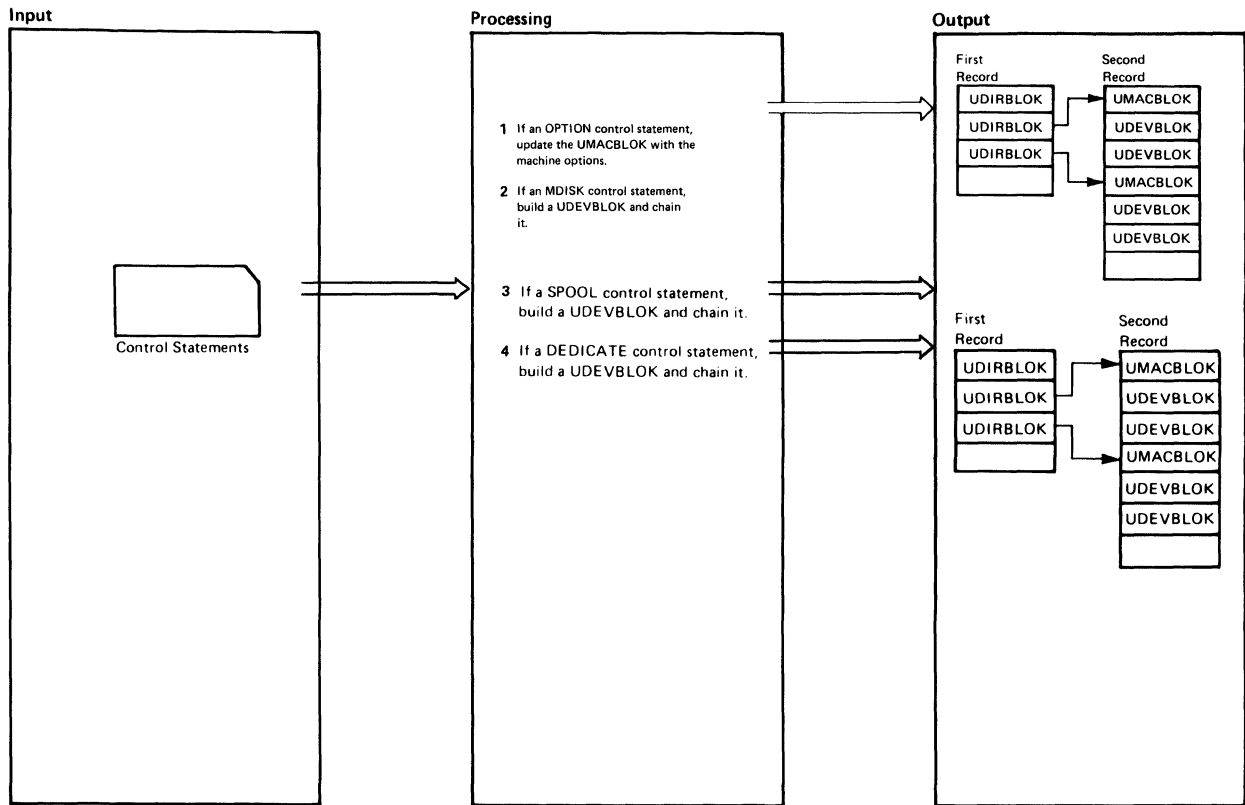 Input
Control Statements
Processing
1 If an OPTION control statement,
update the UMACBLOK with the
machine options.
2 If an MDISK control statement,
build a UDEVBLOK and chain
it.
3 If a SPOOL control statement,
build a UDEVBLOK and chain it.
4 If a DEDICATE control statement,
build a UDEVBLOK and chain it.
Output
First
Record
UDIRBLOK
UDIRBLOK
UDIRBLOK
Second
Record
UMACBLOK
UDEVBLOK
UDEVBLOK
UMACBLOK
UDEVBLOK
UDEVBLOK
First
Record
UDIRBLOK
UDIRBLOK
UDIRBLOK
Second
Record
UMACBLOK
UDEVBLOK
UDEVBLOK
UMACBLOK
UDEVBLOK
UDEVBLOK